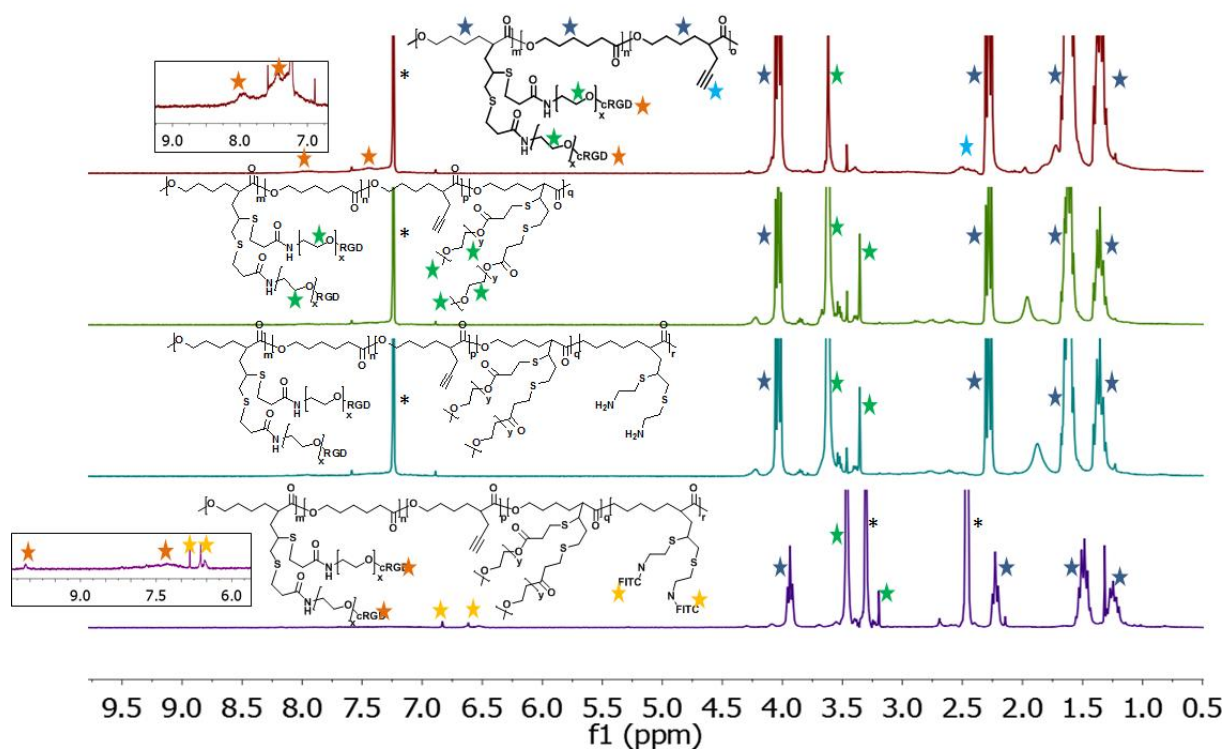 O O
O m O n O o
O
S
S O
N H O x cRGD
O
N H O x cRGD
*
9.0 8.0 7.0
O O O
O m O n O p O q
O
S
S O
N H O x RGD
O
N H O x RGD
S O
O
S
O y
O
O
O y
*
O O O O
O m O n O p O q r
O
S
S O
N H O x RGD
O
N H O x RGD
S O
O
S
O y
O
O y
S
S
H2N
H2N
*
O O O O
O m O n O p O q r
O
S
S O
N H O x cRGD
O
N H O x cRGD
S O
O
S
O y
O
O y
S
S
N
FITC
N
FITC
* *
9.0 7.5 6.0
9.5 9.0 8.5 8.0 7.5 7.0 6.5 6.0 5.5 5.0 4.5 4.0 3.5 3.0 2.5 2.0 1.5 1.0 0.5
f1 (ppm)